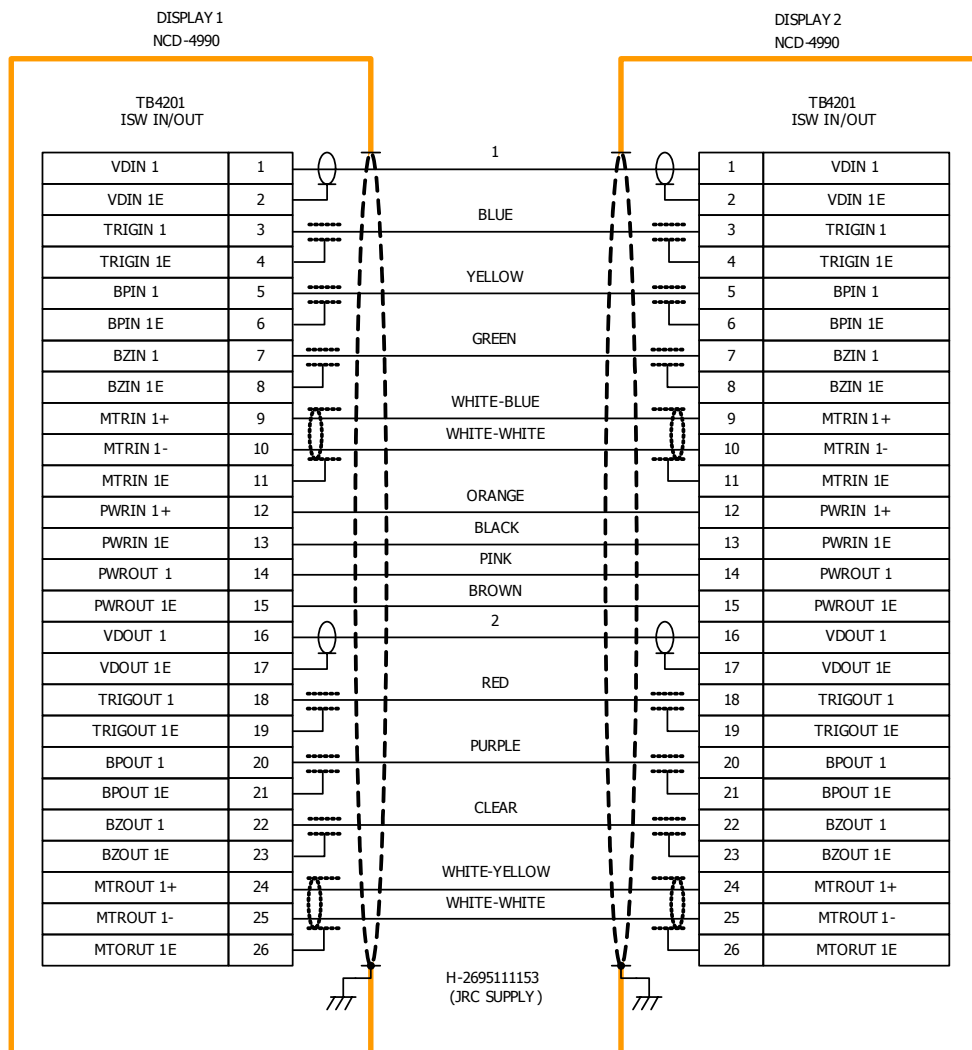 DISPLAY 1
NCD-4990
DISPLAY 2
NCD-4990
TB4201
ISW IN/OUT
TB4201
ISW IN/OUT
VDIN 1 1 1 1 VDIN 1
VDIN 1E 2 2 VDIN 1E
TRIGIN 1 3 BLUE 3 TRIGIN 1
TRIGIN 1E 4 4 TRIGIN 1E
BPIN 1 5 YELLOW 5 BPIN 1
BPIN 1E 6 6 BPIN 1E
BZIN 1 7 GREEN 7 BZIN 1
BZIN 1E 8 8 BZIN 1E
MTRIN 1+ 9 WHITE-BLUE 9 MTRIN 1+
MTRIN 1- 10 WHITE-WHITE 10 MTRIN 1-
MTRIN 1E 11 11 MTRIN 1E
PWRIN 1+ 12 ORANGE 12 PWRIN 1+
PWRIN 1E 13 BLACK 13 PWRIN 1E
PWROUT 1 14 PINK 14 PWROUT 1
PWROUT 1E 15 BROWN 15 PWROUT 1E
VDOUT 1 16 2 16 VDOUT 1
VDOUT 1E 17 17 VDOUT 1E
TRIGOUT 1 18 RED 18 TRIGOUT 1
TRIGOUT 1E 19 19 TRIGOUT 1E
BPOUT 1 20 PURPLE 20 BPOUT 1
BPOUT 1E 21 21 BPOUT 1E
BZOUT 1 22 CLEAR 22 BZOUT 1
BZOUT 1E 23 23 BZOUT 1E
MTROUT 1+ 24 WHITE-YELLOW 24 MTROUT 1+
MTROUT 1- 25 WHITE-WHITE 25 MTROUT 1-
MTORUT 1E 26 26 MTORUT 1E
H-2695111153
(JRC SUPPLY)